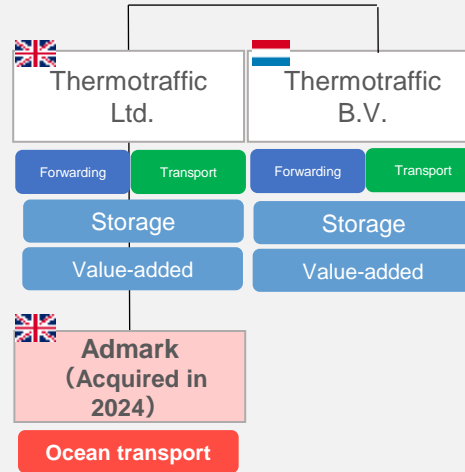 Thermotraffic
Ltd.
Thermotraffic
B.V.
Forwarding
Transport
Forwarding
Transport
Storage
Storage
Value-added
Value-added
Admark
（Acquired in
2024）
Ocean transport